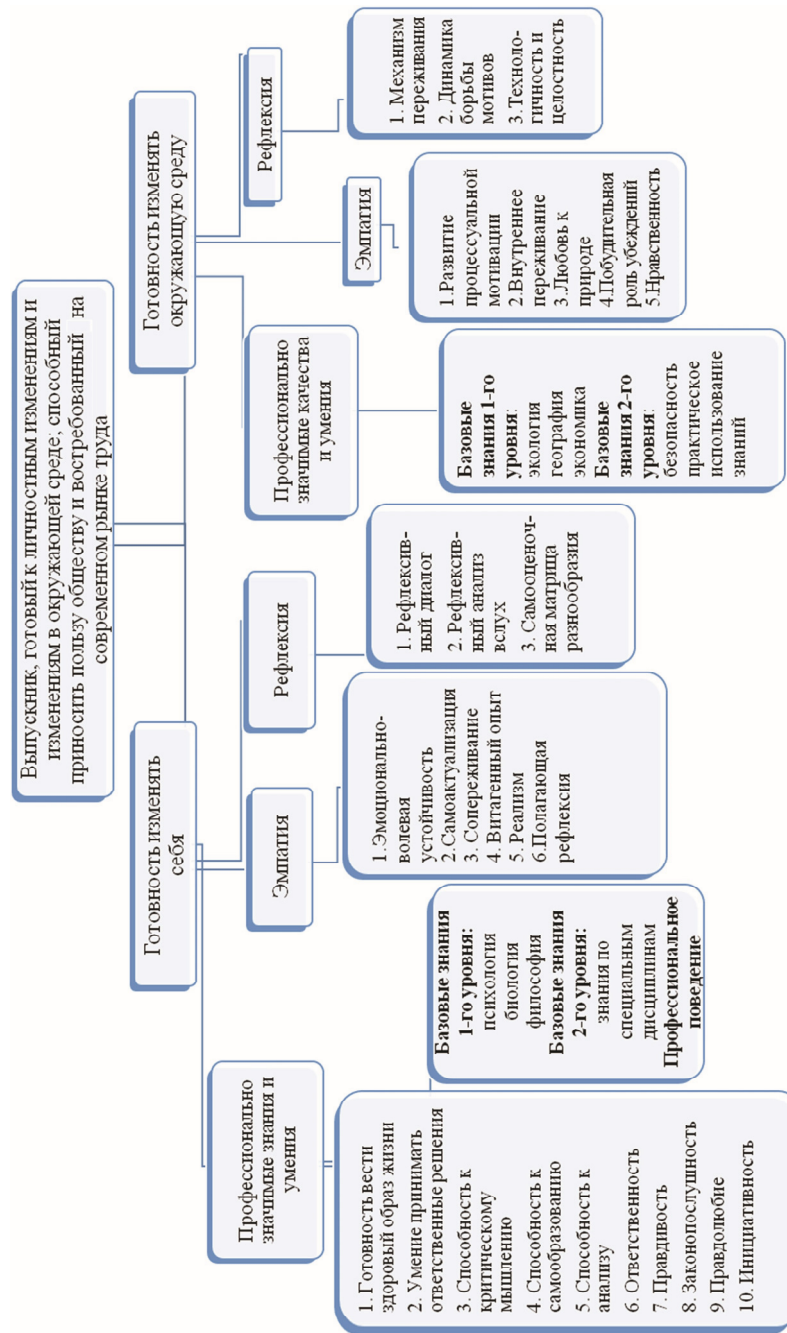 Выпускник, готовый к личностным изменениям и
изменениям в окружающей среде; способный
приносить пользу обществу и востребованный на
современном рынке труда
Готовность изменять
себя
Готовность изменять
окружающую среду
Профессионально
значимые знания и
умения
Эмпатия
Рефлексия
Профессионально
значимые качества
и умения
Эмпатия
Рефлексия
1. Готовность вести
здоровый образ жизни
2. Умение принимать
ответственные решения
3. Способность к
критическому
мышлению
4. Способность к
самообразованию
5. Способность к
анализу
6. Ответственность
7. Правдивость
8. Законопослушность
9. Правдолюбие
10. Инициативность
Базовые знания
1-го уровня:
психология
биология
философия
Базовые знания
2-го уровня:
знания по
специальным
дисциплинам
Профессиональное
поведение
1. Эмоционально-
волевая
устойчивость
2.Самоактуализация
3. Сопереживание
4. Витагенный опыт
5. Реализм
6.Полагающая
рефлексия
1. Рефлексив-
ный диалог
2. Рефлексив-
ный анализ
вслух
3. Самооценоч-
ная матрица
разнообразия
Базовые
знания 1-го
уровня:
экология
география
экономика
Базовые
знания 2-го
уровня:
безопасность
практическое
использование
знаний
1.Развитие
процессуальной
мотивации
2.Внутреннее
переживание
3.Любовь к
природе
4.Побудительная
роль убеждений
5.Нравственность
1. Механизм
переживания
2. Динамика
борьбы
мотивов
3.Техноло-
гичность и
целостность